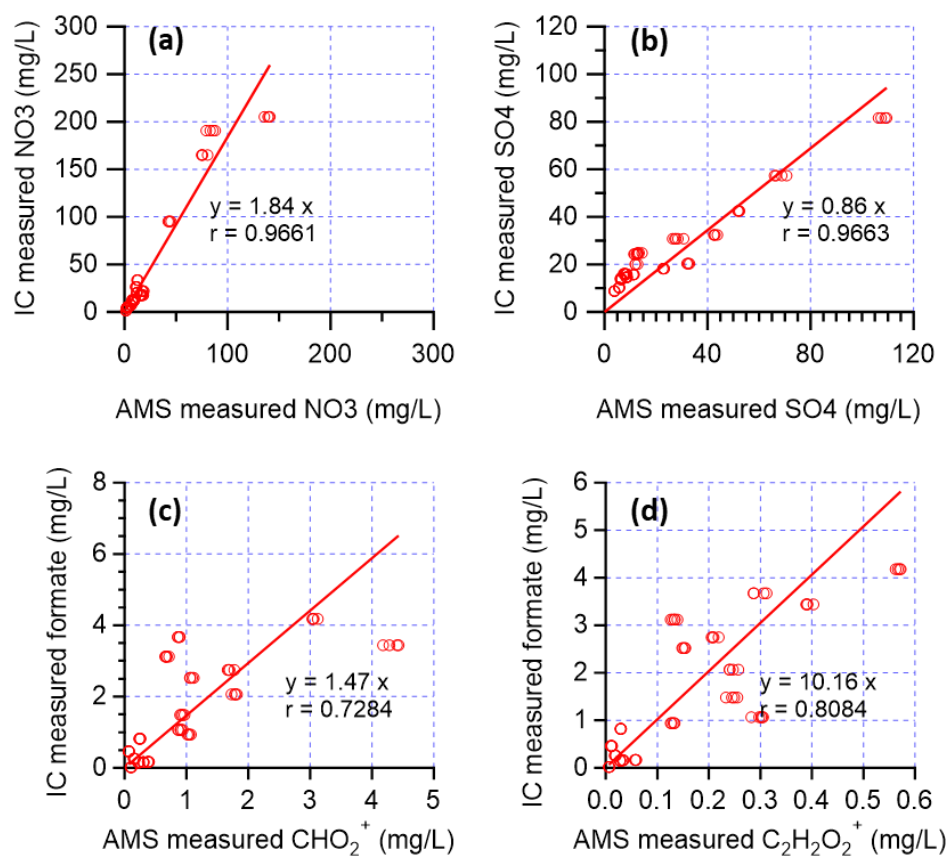 (a)
IC measured NO3 (mg/L)
300
250
200
150
100
50
0
y = 1.84 x
r = 0.9661
0 100 200 300
AMS measured NO3 (mg/L)
(b)
IC measured SO4 (mg/L)
120
100
80
60
40
20
0
y = 0.86 x
r = 0.9663
0 40 80 120
AMS measured SO4 (mg/L)
(c)
IC measured formate (mg/L)
8
6
4
2
0
y = 1.47 x
r = 0.7284
0 1 2 3 4 5
AMS measured CHO₂⁺ (mg/L)
(d)
IC measured formate (mg/L)
6
5
4
3
2
1
0
y = 10.16 x
r = 0.8084
0.0 0.1 0.2 0.3 0.4 0.5 0.6
AMS measured C₂H₂O₂⁺ (mg/L)